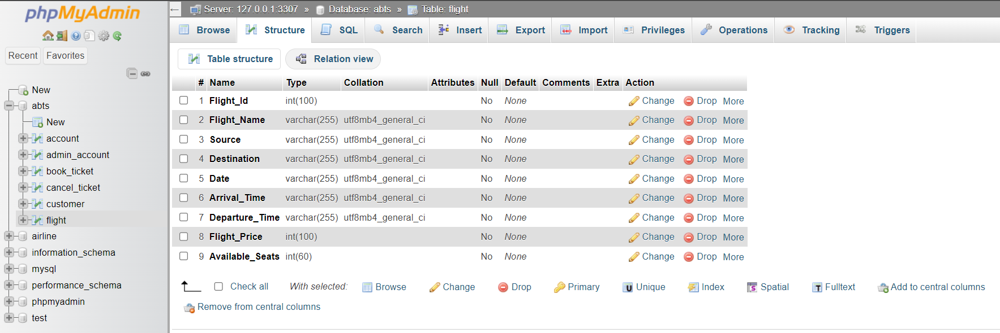 phpMyAdmin
Recent Favorites
New
abts
New
account
admin_account
book_ticket
cancel_ticket
customer
flight
airline
information_schema
mysql
performance_schema
phpmyadmin
test
Server: 127.0.0.1:3307 » Database: abts » Table: flight
Browse Structure SQL Search Insert Export Import Privileges Operations Tracking Triggers
Table structure Relation view
# Name Type Collation Attributes Null Default Comments Extra Action
1 Flight_Id int(100) No None Change Drop More
2 Flight_Name varchar(255) utf8mb4_general_ci No None Change Drop More
3 Source varchar(255) utf8mb4_general_ci No None Change Drop More
4 Destination varchar(255) utf8mb4_general_ci No None Change Drop More
5 Date varchar(255) utf8mb4_general_ci No None Change Drop More
6 Arrival_Time varchar(255) utf8mb4_general_ci No None Change Drop More
7 Departure_Time varchar(255) utf8mb4_general_ci No None Change Drop More
8 Flight_Price int(100) No None Change Drop More
9 Available_Seats int(60) No None Change Drop More
Check all With selected: Browse Change Drop Primary Unique Index Spatial Fulltext Add to central columns
Remove from central columns